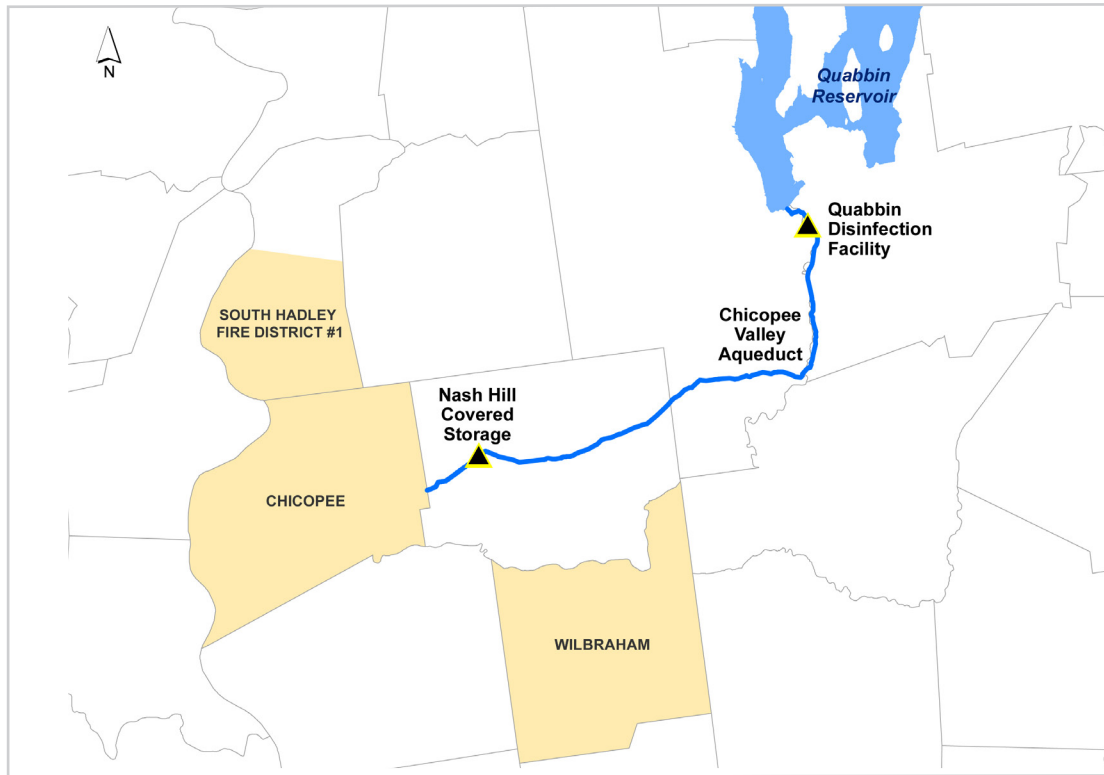 N
Quabbin
Reservoir
Quabbin
Disinfection
Facility
SOUTH HADLEY
FIRE DISTRICT #1
Chicopee
Valley
Aqueduct
Nash Hill
Covered
Storage
CHICOPEE
WILBRAHAM